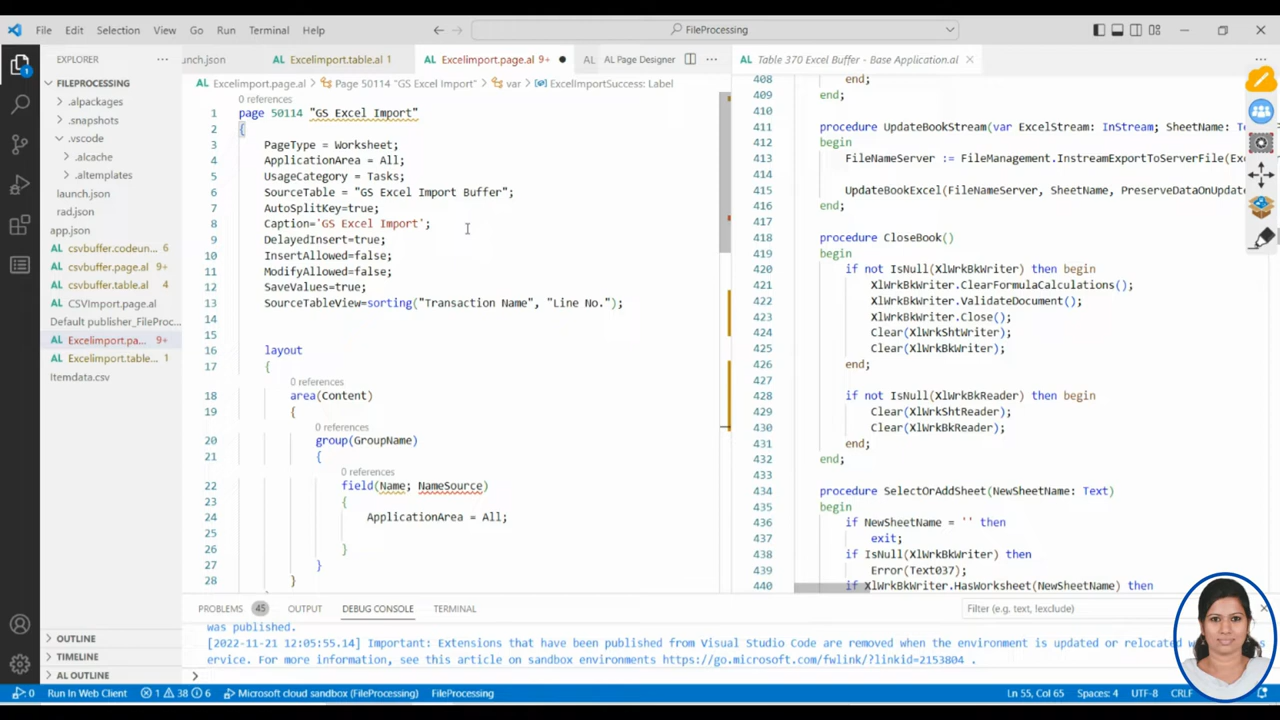 File Edit Selection View Go Run Terminal Help
FileProcessing
EXPLORER
FILEPROCESSING
.alpackages
.snapshots
.vscode
.alcache
.altemplates
launch.json
rad.json
app.json
AL csvbuffer.codeun... 6
AL csvbuffer.page.al 9+
AL csvbuffer.table.al 7
AL CSVImport.page.al
Default publisher_FileProc...
AL Excelimport.pa... 9+
AL Excelimport.table... 1
Itemdata.csv
OUTLINE
TIMELINE
AL OUTLINE
unch.json
AL Excelimport.table.al 1
AL Excelimport.page.al 9+
AL AL Page Designer
AL Excelimport.page.al > Page 50114 "GS Excel Import" > var > ExcelImportSuccess: Label
0 references
1 page 50114 "GS Excel Import"
2 {
3 PageType = Worksheet;
4 ApplicationArea = All;
5 UsageCategory = Tasks;
6 SourceTable = "GS Excel Import Buffer";
7 AutoSplitKey=true;
8 Caption='GS Excel Import';
9 DelayedInsert=true;
10 InsertAllowed=false;
11 ModifyAllowed=false;
12 SaveValues=true;
13 SourceTableView=sorting("Transaction Name", "Line No.");
14
15
16 layout
17 {
0 references
18 area(Content)
19 {
0 references
20 group(GroupName)
21 {
0 references
22 field(Name; NameSource)
23 {
24 ApplicationArea = All;
25
26 }
27 }
28 }
AL Table 370 Excel Buffer - Base Application.al
408 end;
409 end;
410
411 procedure UpdateBookStream(var ExcelStream: InStream; SheetName: Te
412 begin
413 FileNameServer := FileManagement.InstreamExportToServerFile(Exc
414
415 UpdateBookExcel(FileNameServer, SheetName, PreserveDataOnUpdate
416 end;
417
418 procedure CloseBook()
419 begin
420 if not IsNull(XlWrkBkWriter) then begin
421 XlWrkBkWriter.ClearFormulaCalculations();
422 XlWrkBkWriter.ValidateDocument();
423 XlWrkBkWriter.Close();
424 Clear(XlWrkShtWriter);
425 Clear(XlWrkBkWriter);
426 end;
427
428 if not IsNull(XlWrkBkReader) then begin
429 Clear(XlWrkShtReader);
430 Clear(XlWrkBkReader);
431 end;
432 end;
433
434 procedure SelectOrAddSheet(NewSheetName: Text)
435 begin
436 if NewSheetName = '' then
437 exit;
438 if IsNull(XlWrkBkWriter) then
439 Error(Text037);
440 if XlWrkBkWriter.HasWorksheet(NewSheetName) then
PROBLEMS 45 OUTPUT DEBUG CONSOLE TERMINAL
Filter (e.g. text, !exclude)
was published.
[2022-11-21 12:05:55.14] Important: Extensions that have been published from Visual Studio Code are removed when the environment is updated or relocated
ervice. For more information, see this article on sandbox environments https://go.microsoft.com/fwlink/?linkid=2153804 .
0 Run In Web Client 1 38 6 Microsoft cloud sandbox (FileProcessing) FileProcessing Ln 55, Col 65 Spaces: 4 UTF-8 CRLF